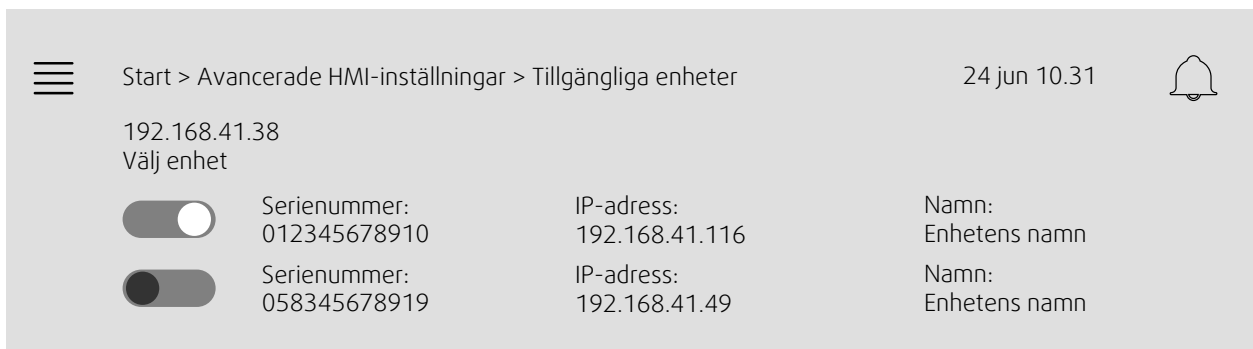 Start > Avancerade HMI-inställningar > Tillgängliga enheter 24 jun 10.31
192.168.41.38
Välj enhet
Serienummer: IP-adress: Namn:
012345678910 192.168.41.116 Enhetens namn
Serienummer: IP-adress: Namn:
058345678919 192.168.41.49 Enhetens namn